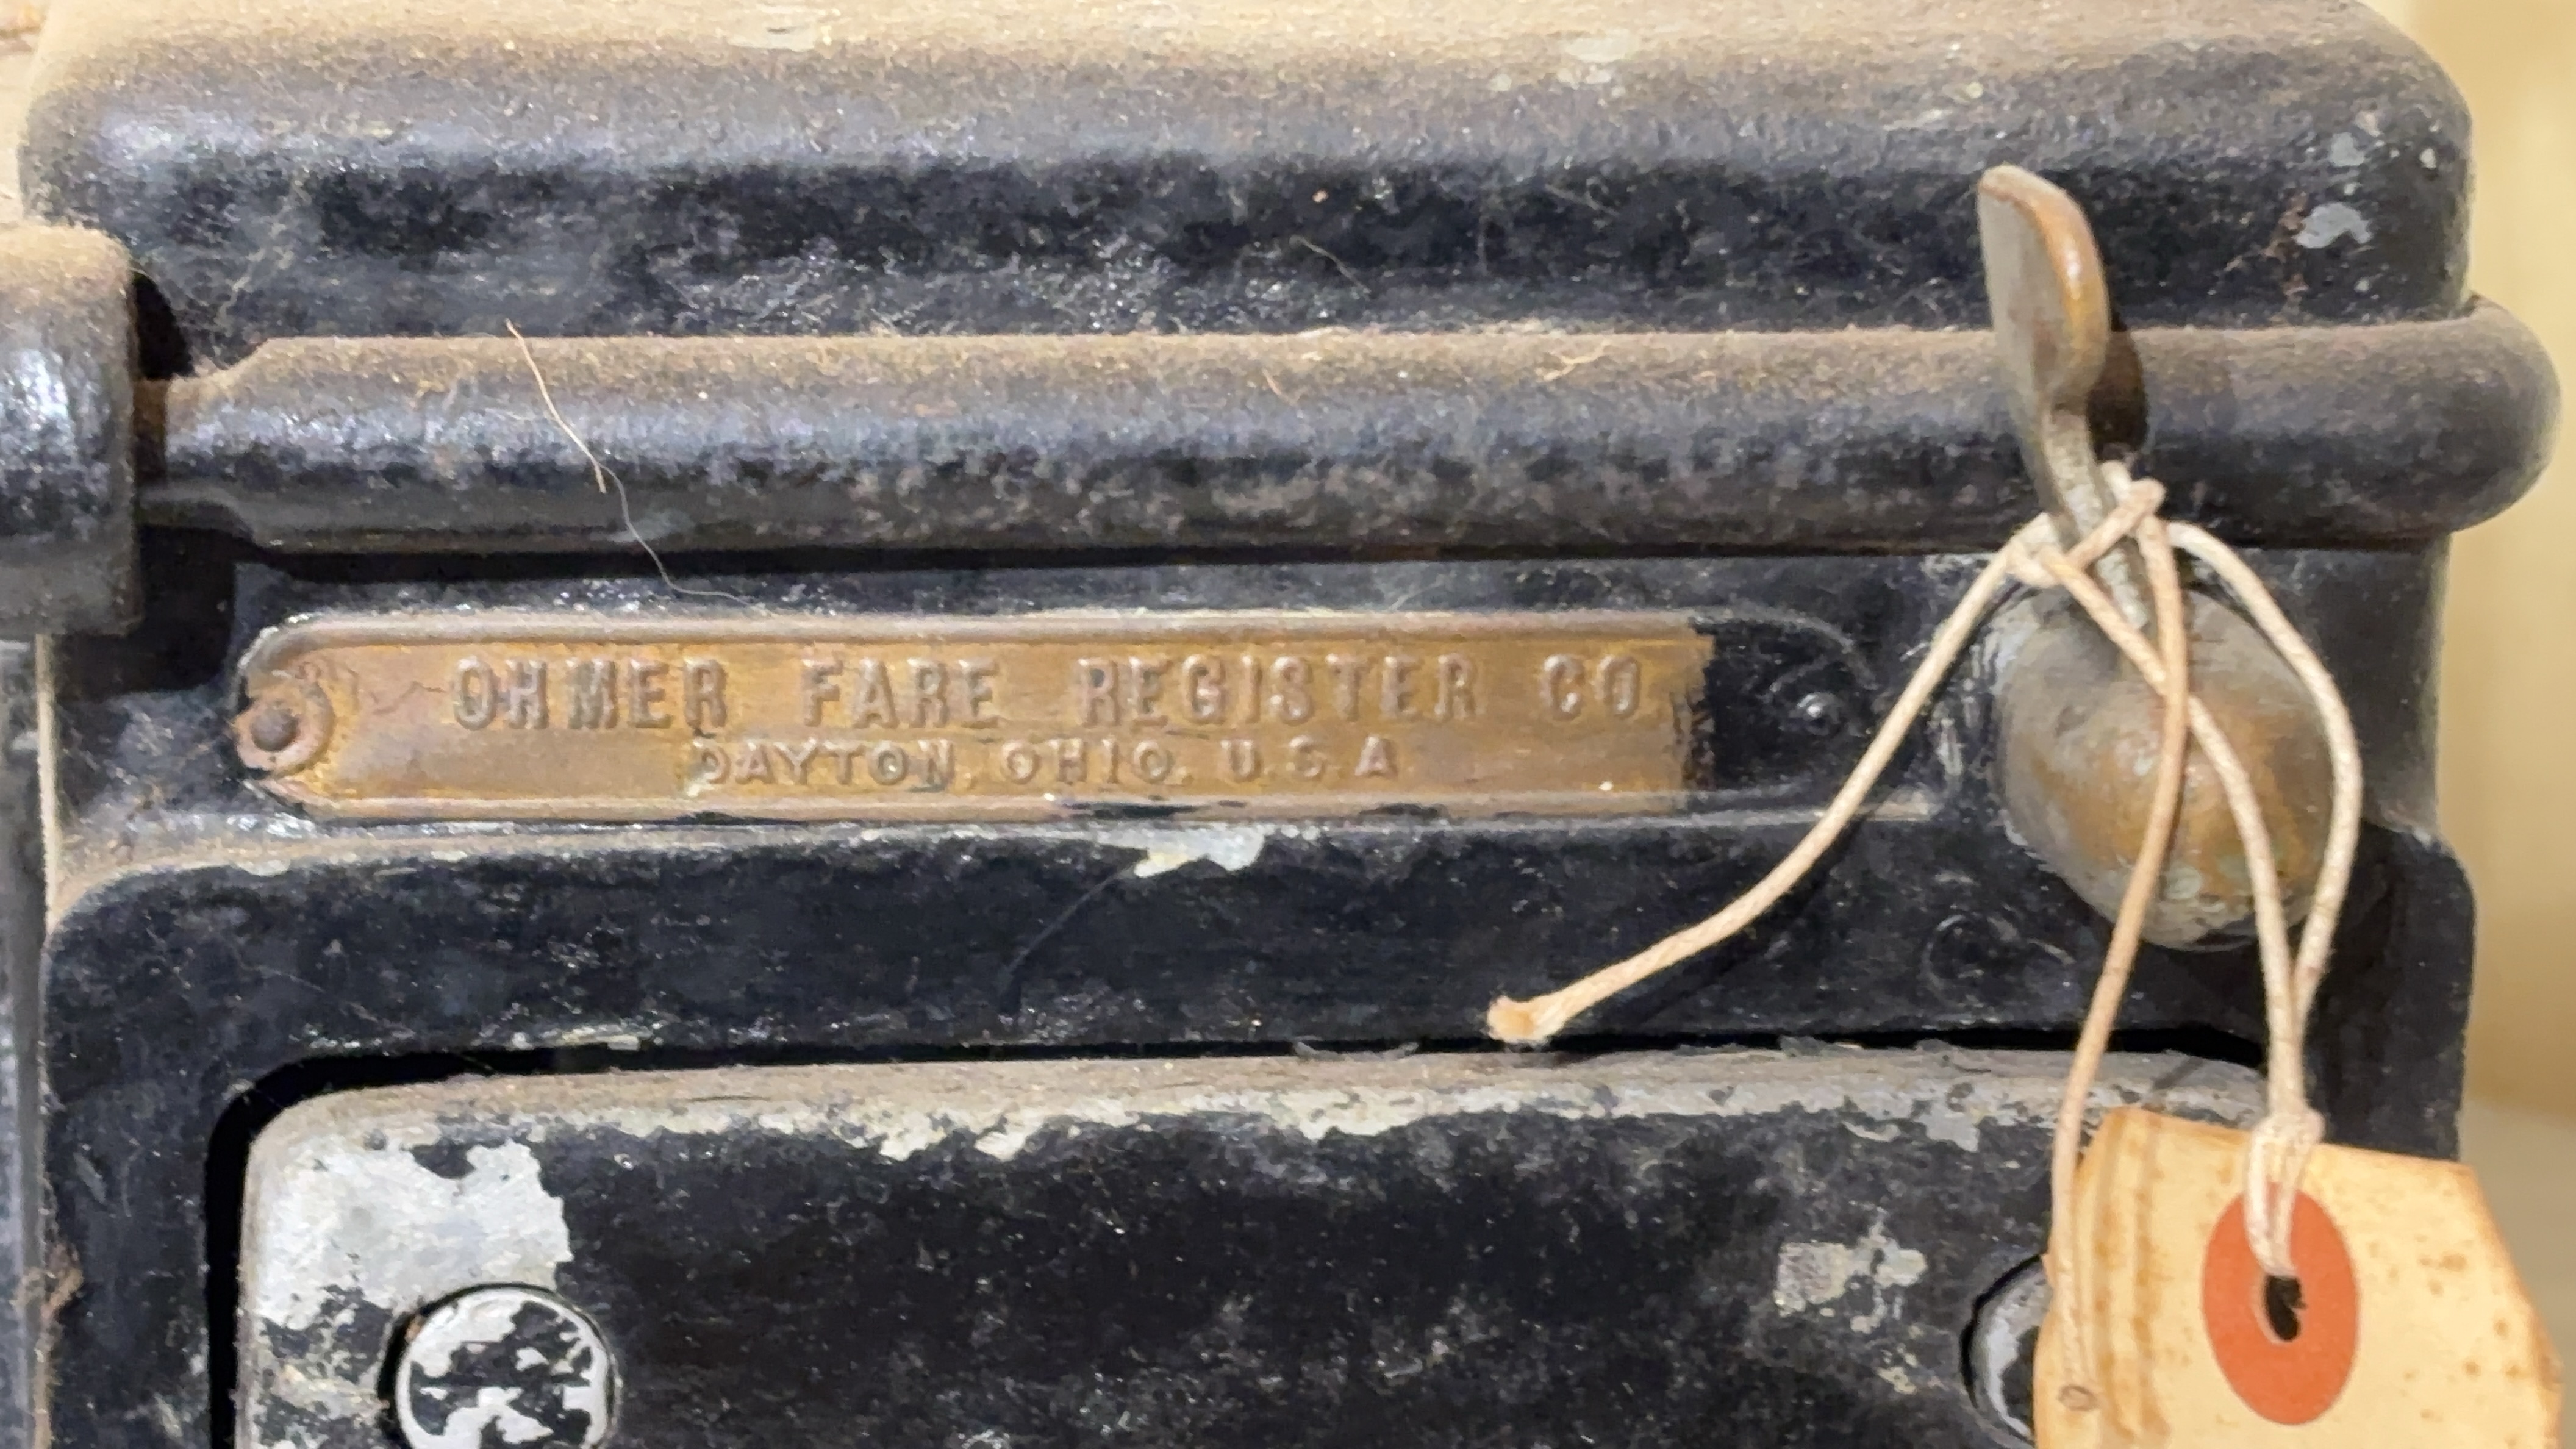 OHMER FARE REGISTER CO
DAYTON, OHIO. U.S.A